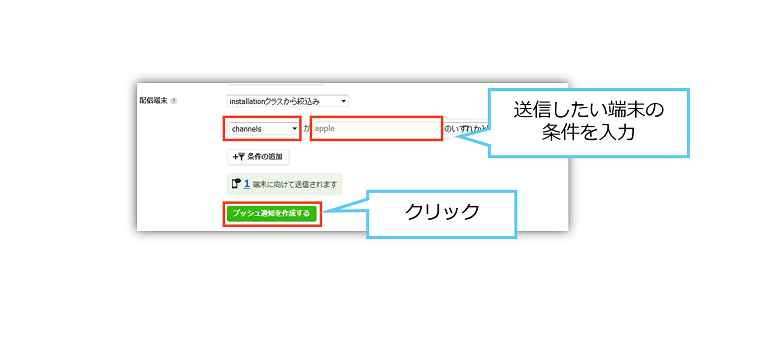 配信端末 ?
installationクラスから絞込み
channels が apple のいずれかと
+ 条件の追加
1 端末に向けて送信されます
プッシュ通知を作成する
送信したい端末の
条件を入力
クリック